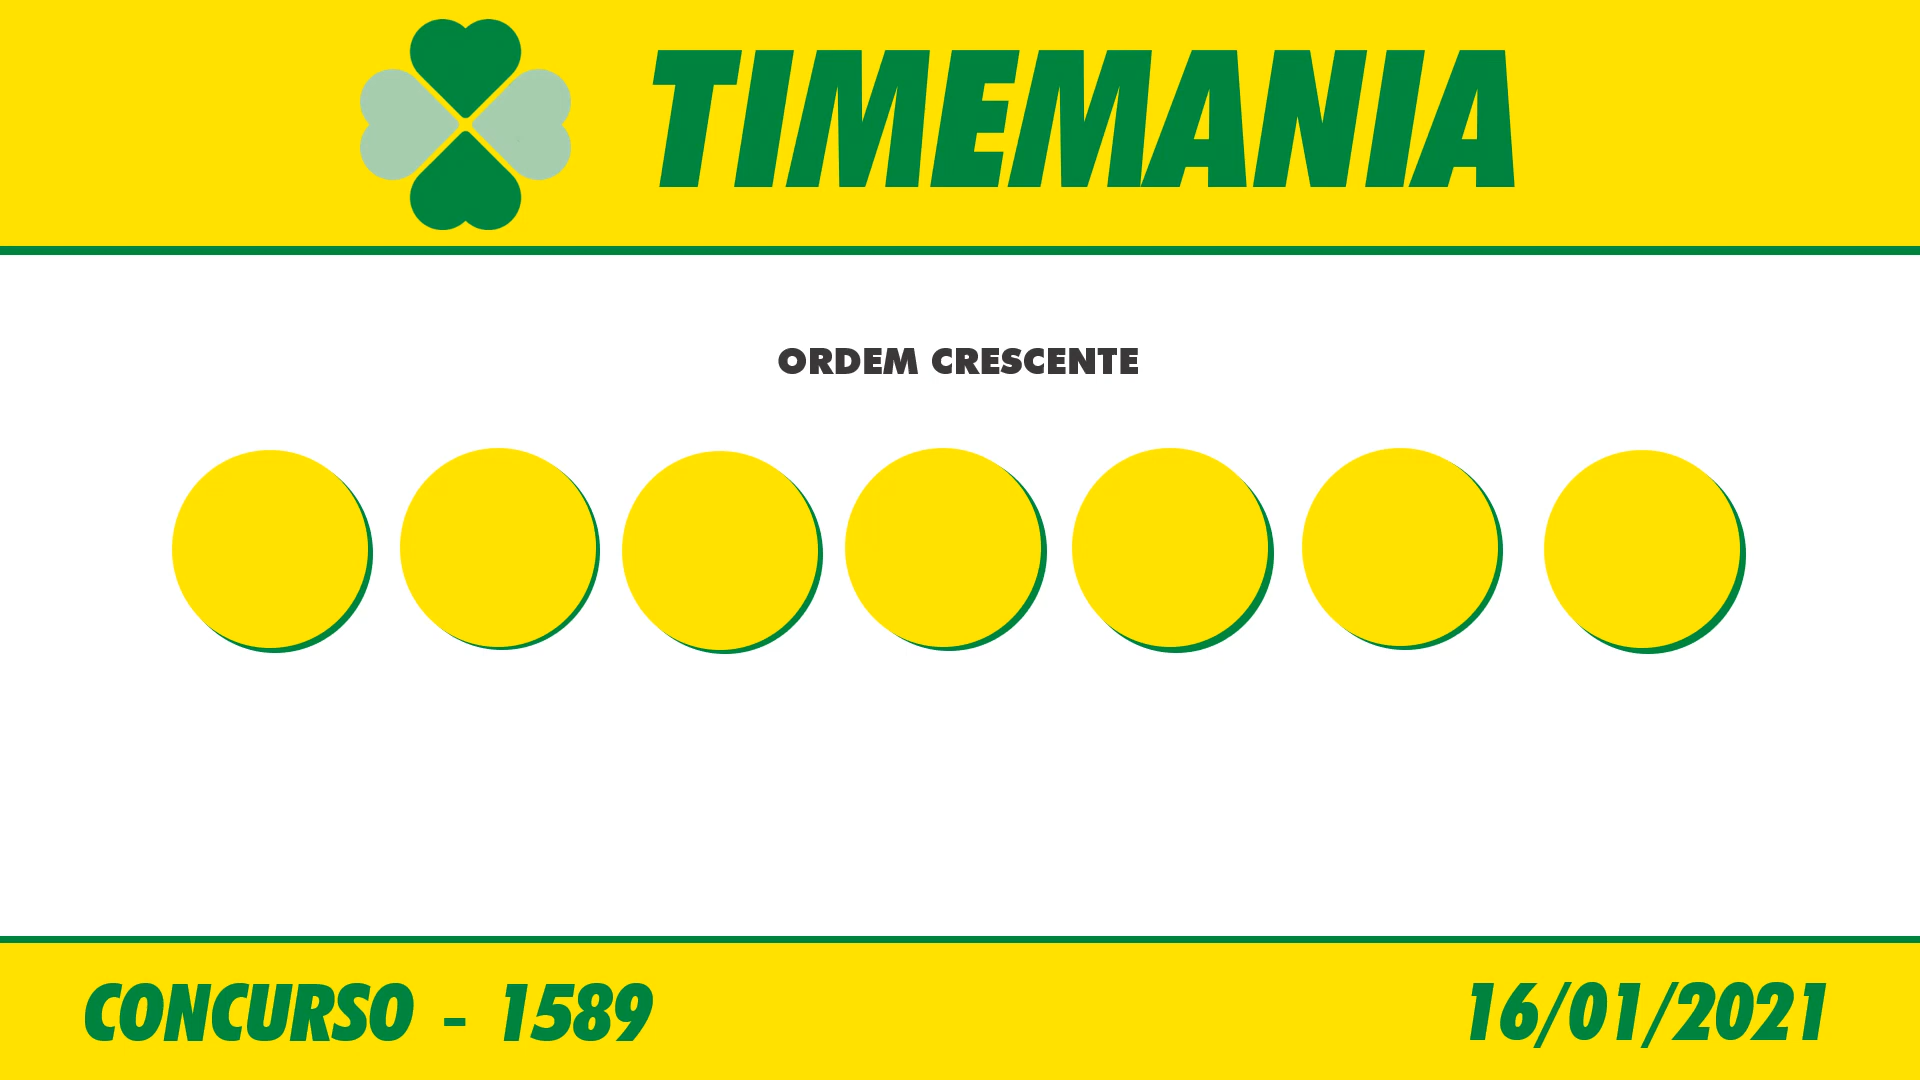 TIMEMANIA
ORDEM CRESCENTE
CONCURSO - 1589
16/01/2021